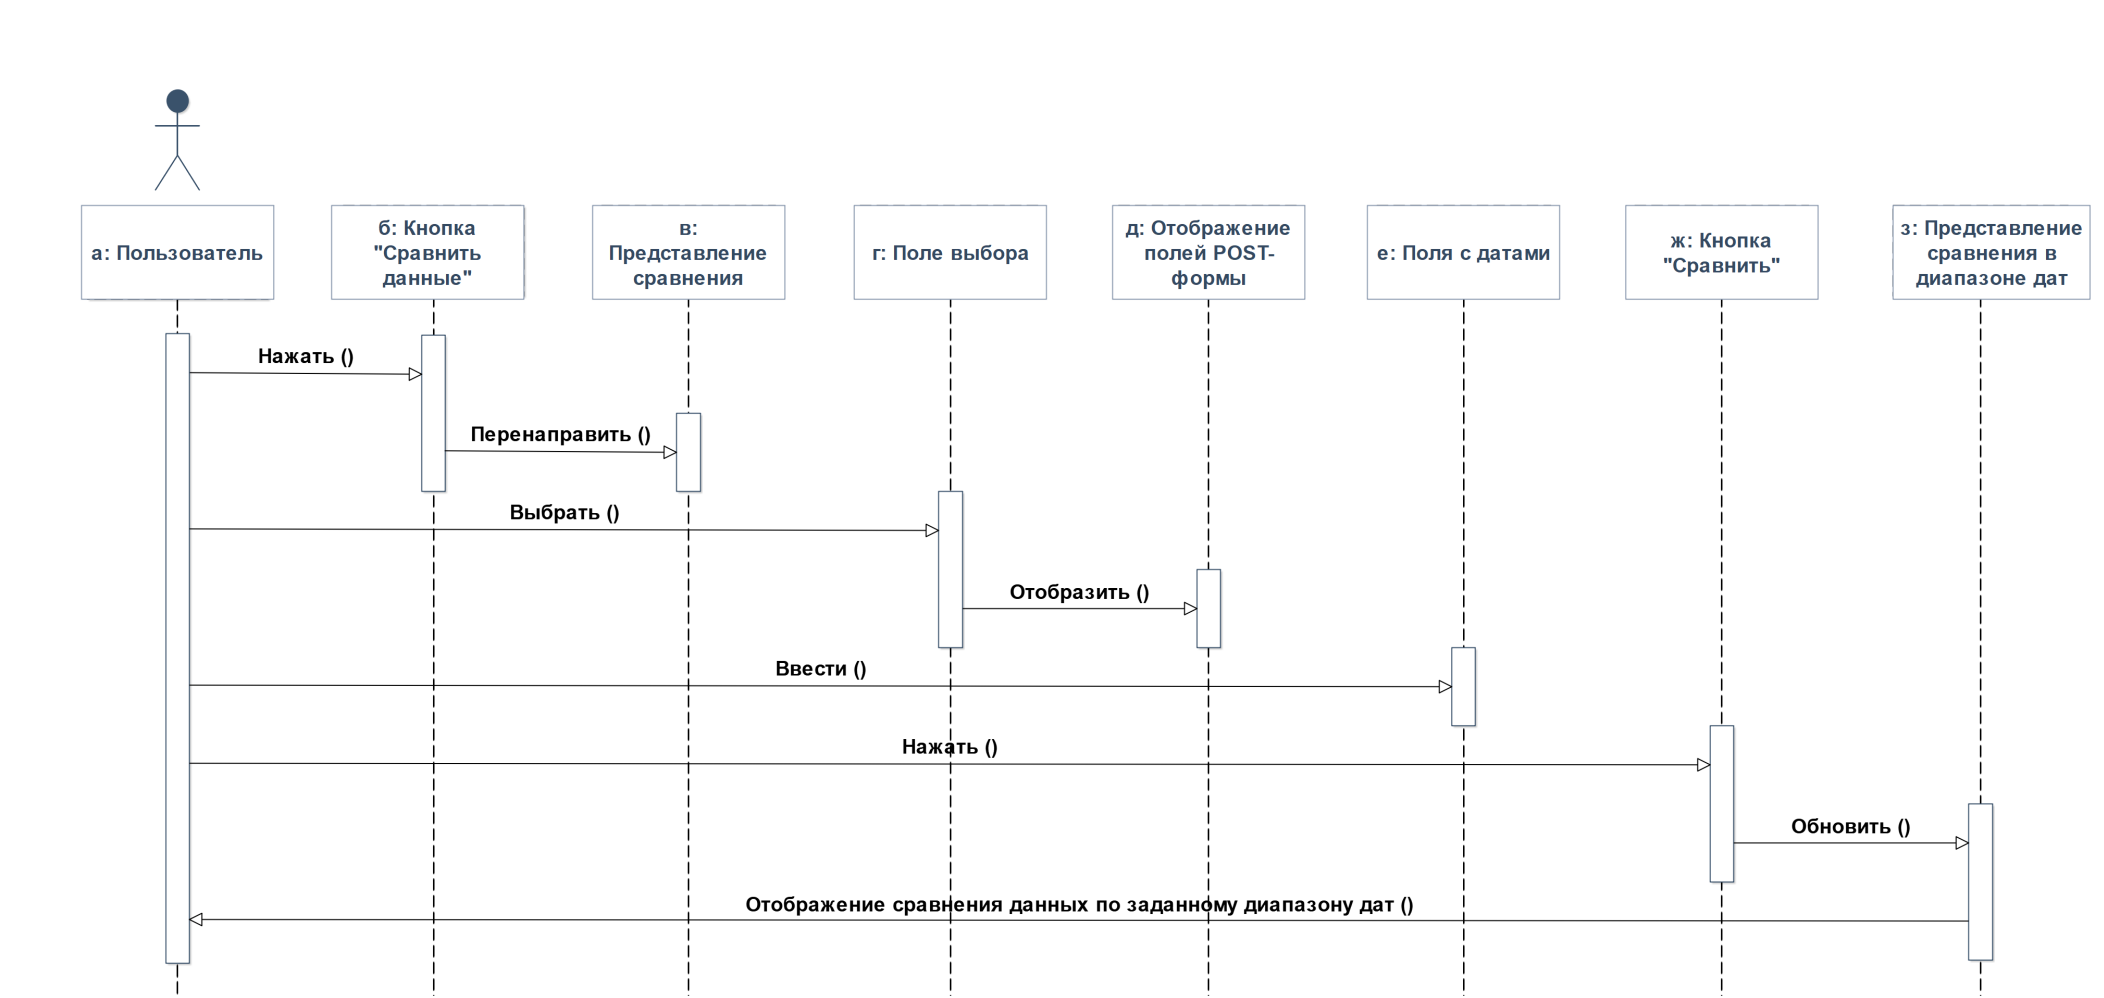 а: Пользователь
б: Кнопка
"Сравнить
данные"
в:
Представление
сравнения
г: Поле выбора
д: Отображение
полей POST-
формы
е: Поля с датами
ж: Кнопка
"Сравнить"
з: Представление
сравнения в
диапазоне дат
Нажать ()
Перенаправить ()
Выбрать ()
Отобразить ()
Ввести ()
Нажать ()
Обновить ()
Отображение сравнения данных по заданному диапазону дат ()